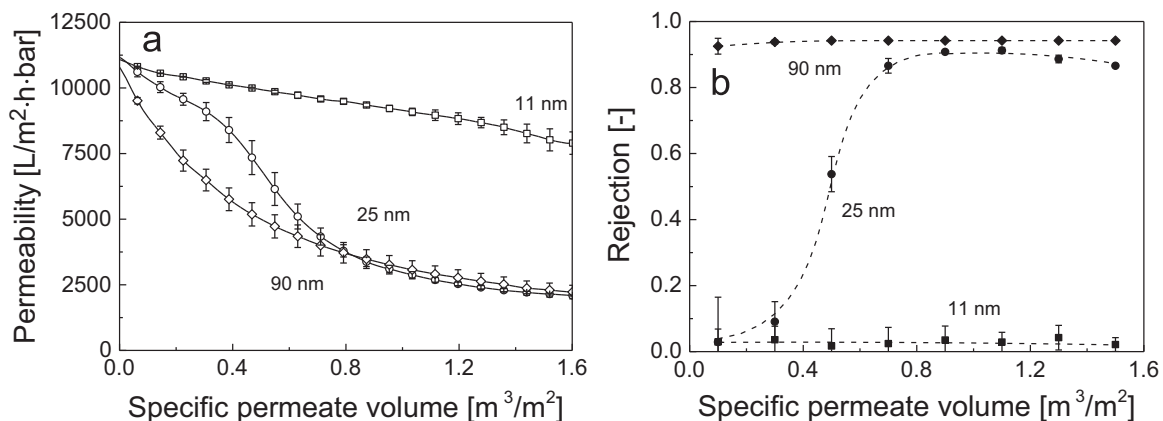 a
Permeability [L/m²·h·bar]
12500
10000
7500
5000
2500
0
11 nm
25 nm
90 nm
0.0 0.4 0.8 1.2 1.6
Specific permeate volume [m³/m²]
b
Rejection [-]
1.0
0.8
0.6
0.4
0.2
0.0
90 nm
25 nm
11 nm
0.0 0.4 0.8 1.2 1.6
Specific permeate volume [m³/m²]